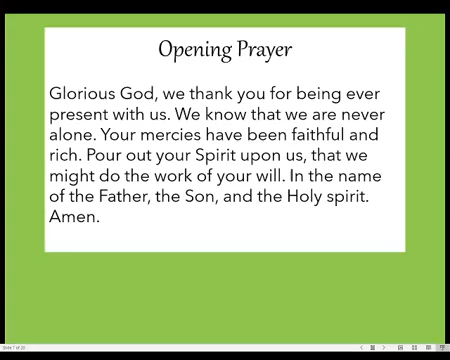 Opening Prayer
Glorious God, we thank you for being ever
present with us. We know that we are never
alone. Your mercies have been faithful and
rich. Pour out your Spirit upon us, that we
might do the work of your will. In the name
of the Father, the Son, and the Holy spirit.
Amen.